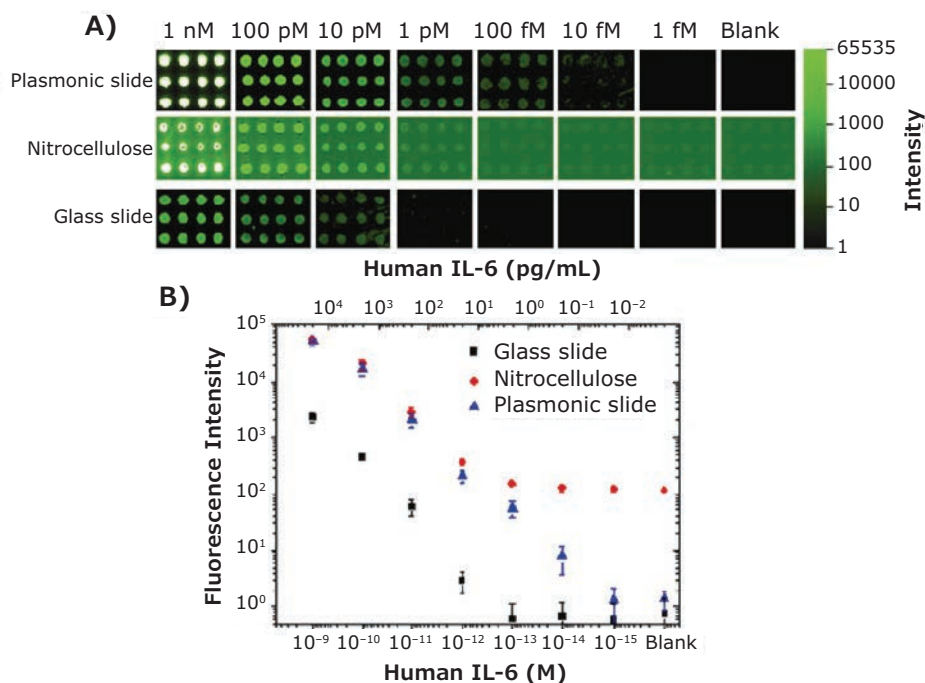 A)
1 nM 100 pM 10 pM 1 pM 100 fM 10 fM 1 fM Blank
Plasmonic slide
Nitrocellulose
Glass slide
65535
10000
1000
100
10
1
Intensity
Human IL-6 (pg/mL)
B)
10⁴ 10³ 10² 10¹ 10⁰ 10⁻¹ 10⁻²
10⁵
10⁴
10³
10²
10¹
10⁰
Fluorescence Intensity
Glass slide
Nitrocellulose
Plasmonic slide
10⁻⁹ 10⁻¹⁰ 10⁻¹¹ 10⁻¹² 10⁻¹³ 10⁻¹⁴ 10⁻¹⁵ Blank
Human IL-6 (M)